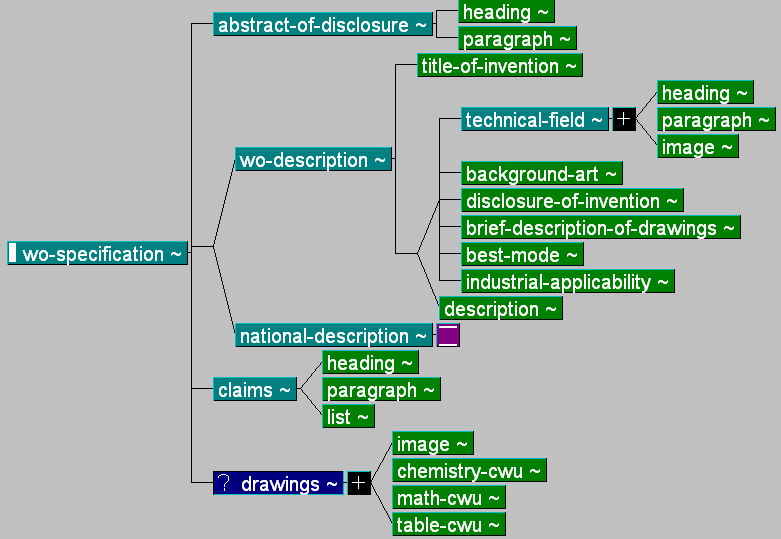 heading ~
abstract-of-disclosure ~
paragraph ~
title-of-invention ~
heading ~
technical-field ~ +
paragraph ~
image ~
wo-description ~
background-art ~
disclosure-of-invention ~
brief-description-of-drawings ~
wo-specification ~
best-mode ~
industrial-applicability ~
description ~
national-description ~
heading ~
claims ~
paragraph ~
list ~
image ~
chemistry-cwu ~
? drawings ~ +
math-cwu ~
table-cwu ~